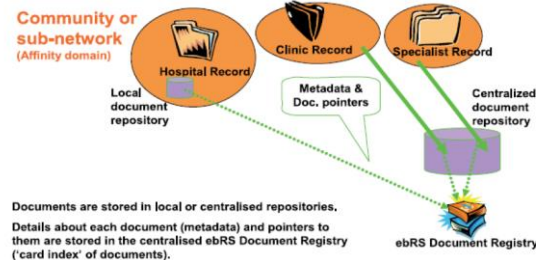 Community or
sub-network
(Affinity domain)
Hospital Record
Clinic Record
Specialist Record
Local
document
repository
Metadata &
Doc. pointers
Centralized
document
repository
Documents are stored in local or centralised repositories.
Details about each document (metadata) and pointers to
them are stored in the centralised ebRS Document Registry
('card index' of documents).
ebRS Document Registry